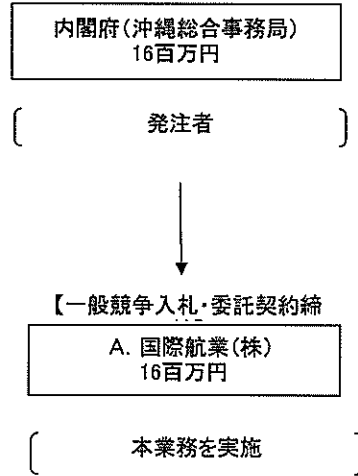 内閣府(沖縄総合事務局)
16百万円
発注者
【一般競争入札・委託契約締
A. 国際航業(株)
16百万円
本業務を実施